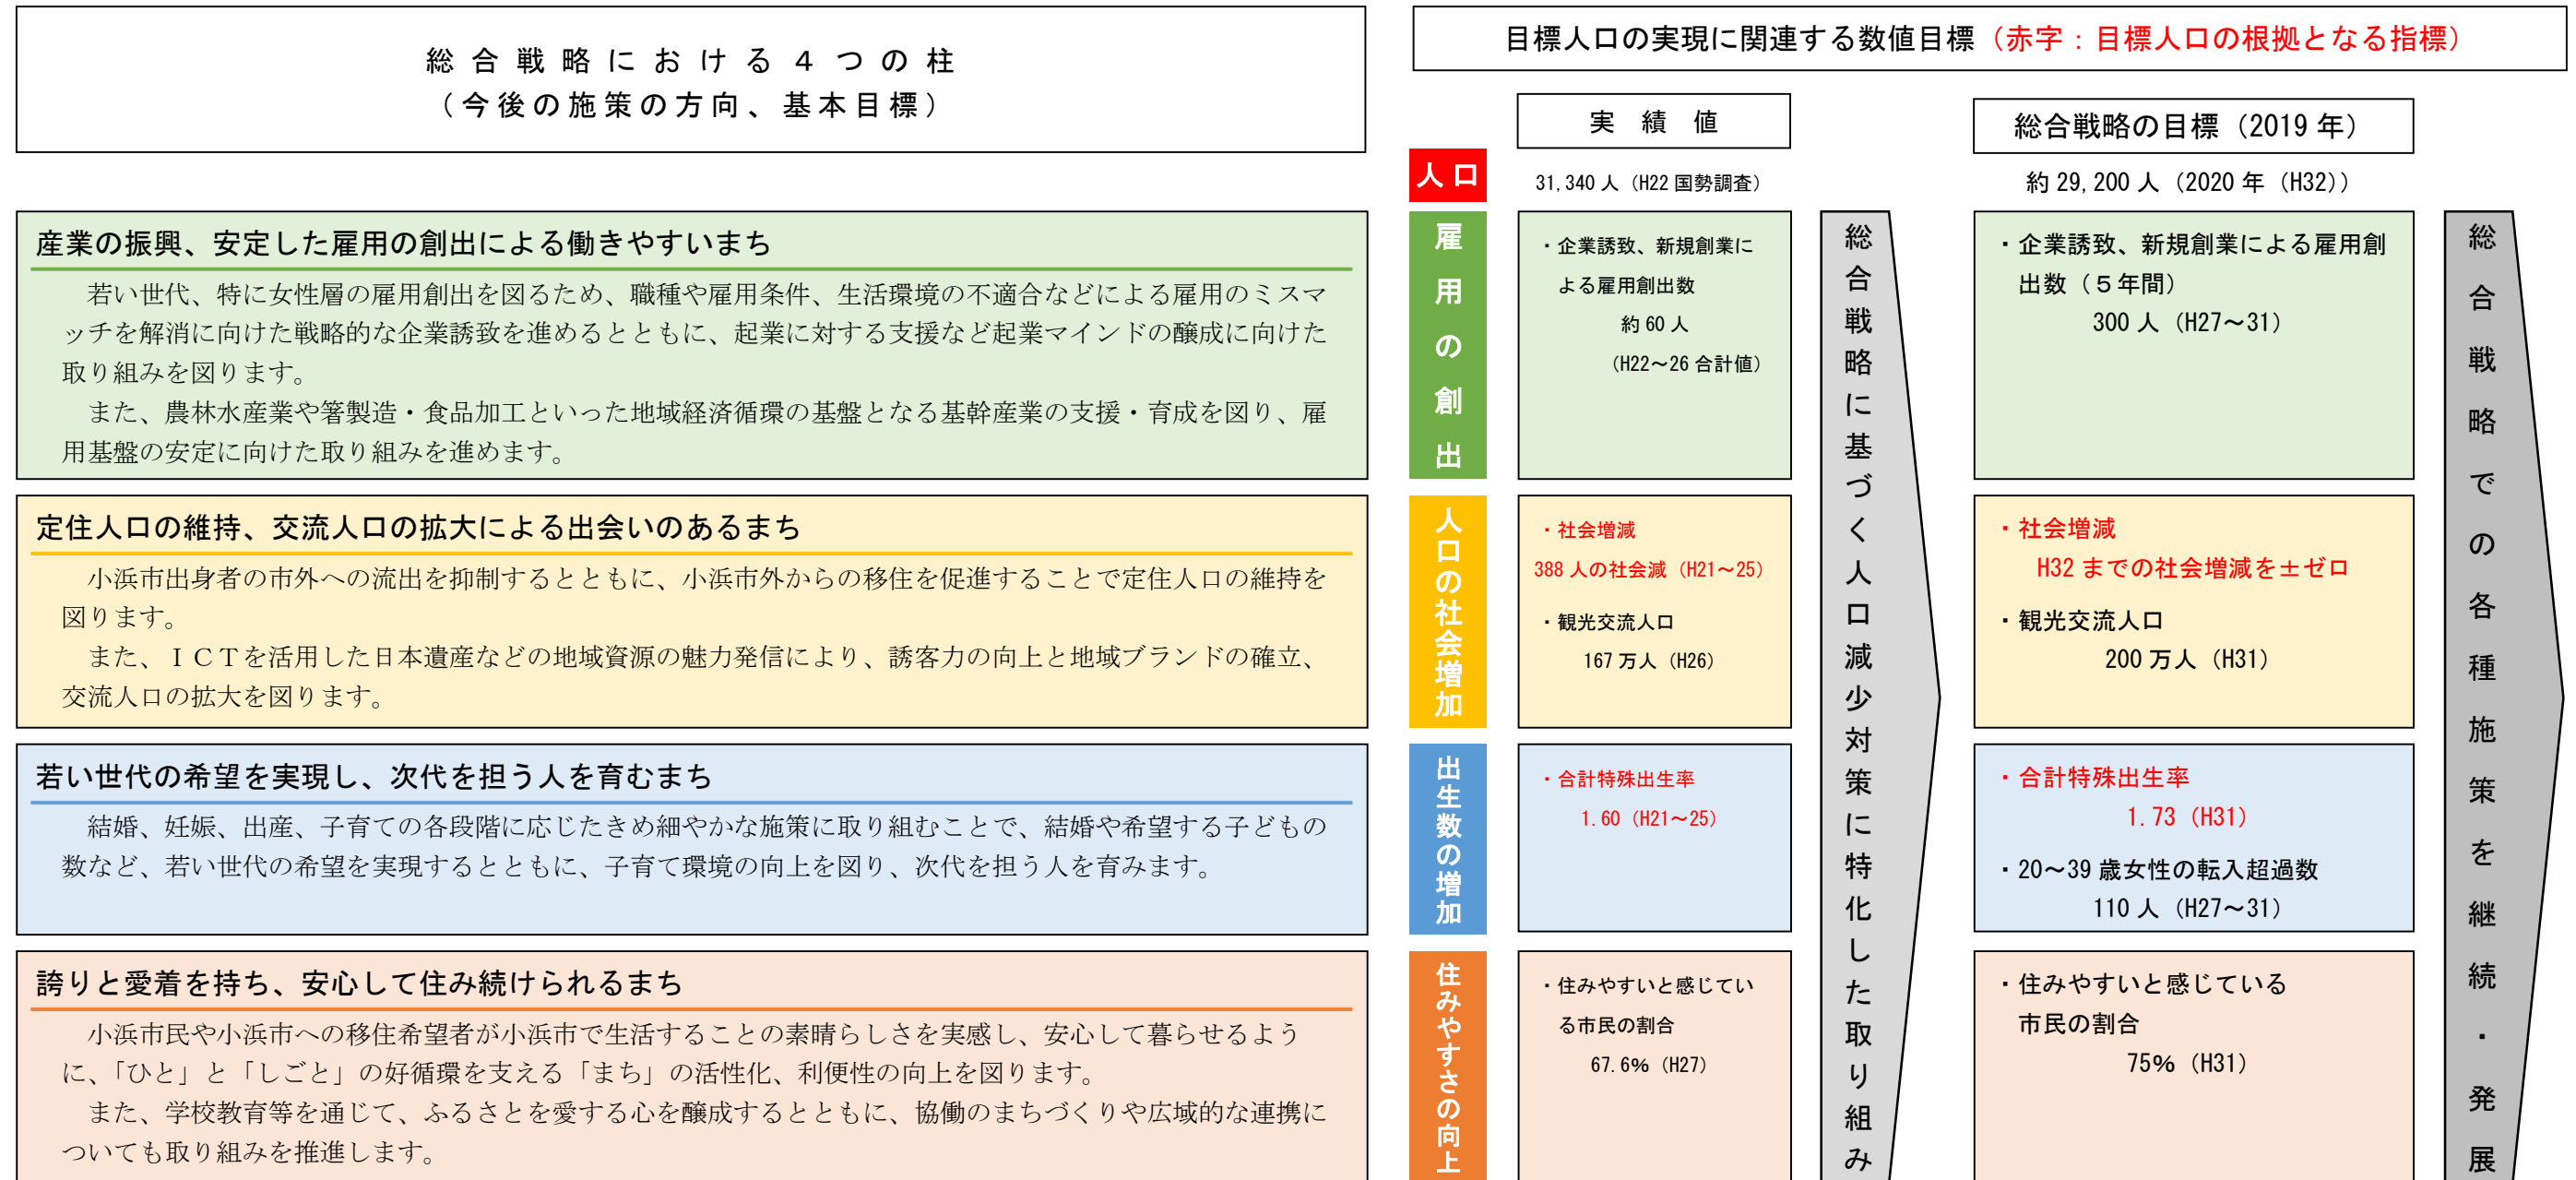 総合戦略における４つの柱
（今後の施策の方向、基本目標）
目標人口の実現に関連する数値目標（赤字：目標人口の根拠となる指標）
実績値
総合戦略の目標（2019 年）
人口
31,340 人（H22 国勢調査）
約 29,200 人（2020 年（H32））
産業の振興、安定した雇用の創出による働きやすいまち
若い世代、特に女性層の雇用創出を図るため、職種や雇用条件、生活環境の不適合などによる雇用のミスマ
ッチを解消に向けた戦略的な企業誘致を進めるとともに、起業に対する支援など起業マインドの醸成に向けた
取り組みを図ります。
また、農林水産業や箸製造・食品加工といった地域経済循環の基盤となる基幹産業の支援・育成を図り、雇
用基盤の安定に向けた取り組みを進めます。
雇用の創出
・企業誘致、新規創業に
よる雇用創出数
約 60 人
（H22～26 合計値）
総合戦略に基づく人口減少対策に特化した取り組み
・企業誘致、新規創業による雇用創
出数（５年間）
300 人（H27～31）
総合戦略での各種施策を継続・発展
定住人口の維持、交流人口の拡大による出会いのあるまち
小浜市出身者の市外への流出を抑制するとともに、小浜市外からの移住を促進することで定住人口の維持を
図ります。
また、ＩＣＴを活用した日本遺産などの地域資源の魅力発信により、誘客力の向上と地域ブランドの確立、
交流人口の拡大を図ります。
人口の社会増加
・社会増減
388 人の社会減（H21～25）
・観光交流人口
167 万人（H26）
・社会増減
H32 までの社会増減を±ゼロ
・観光交流人口
200 万人（H31）
若い世代の希望を実現し、次代を担う人を育むまち
結婚、妊娠、出産、子育ての各段階に応じたきめ細やかな施策に取り組むことで、結婚や希望する子どもの
数など、若い世代の希望を実現するとともに、子育て環境の向上を図り、次代を担う人を育みます。
出生数の増加
・合計特殊出生率
1.60（H21～25）
・合計特殊出生率
1.73（H31）
・20～39 歳女性の転入超過数
110 人（H27～31）
誇りと愛着を持ち、安心して住み続けられるまち
小浜市民や小浜市への移住希望者が小浜市で生活することの素晴らしさを実感し、安心して暮らせるよう
に、「ひと」と「しごと」の好循環を支える「まち」の活性化、利便性の向上を図ります。
また、学校教育等を通じて、ふるさとを愛する心を醸成するとともに、協働のまちづくりや広域的な連携に
ついても取り組みを推進します。
住みやすさの向上
・住みやすいと感じてい
る市民の割合
67.6%（H27）
・住みやすいと感じている
市民の割合
75%（H31）